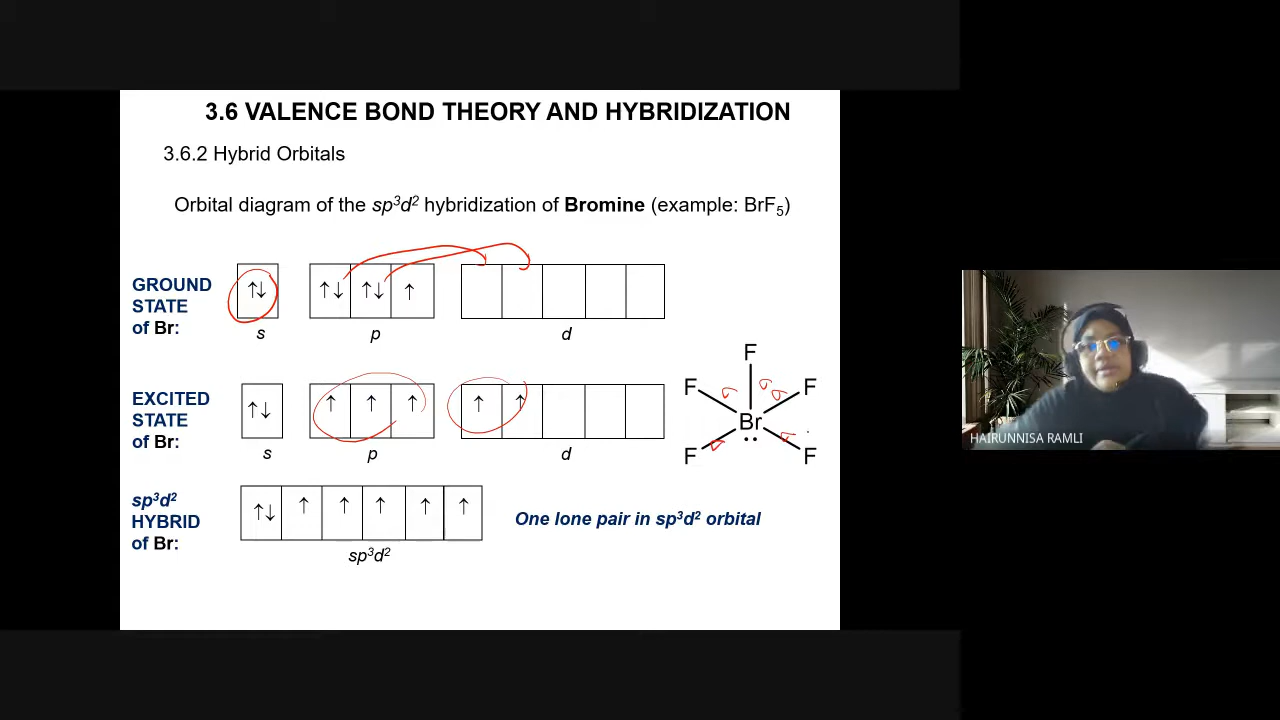 3.6 VALENCE BOND THEORY AND HYBRIDIZATION
3.6.2 Hybrid Orbitals
Orbital diagram of the sp³d² hybridization of Bromine (example: BrF₅)
GROUND
STATE
of Br:
↑↓ ↑↓ ↑↓ ↑
s p d
EXCITED
STATE
of Br:
↑↓ ↑ ↑ ↑ ↑ ↑
s p d
F
F F
σ σ σ
Br
σ σ
F F
HAIRUNNISA RAMLI
sp³d²
HYBRID
of Br:
↑↓ ↑ ↑ ↑ ↑ ↑
sp³d²
One lone pair in sp³d² orbital